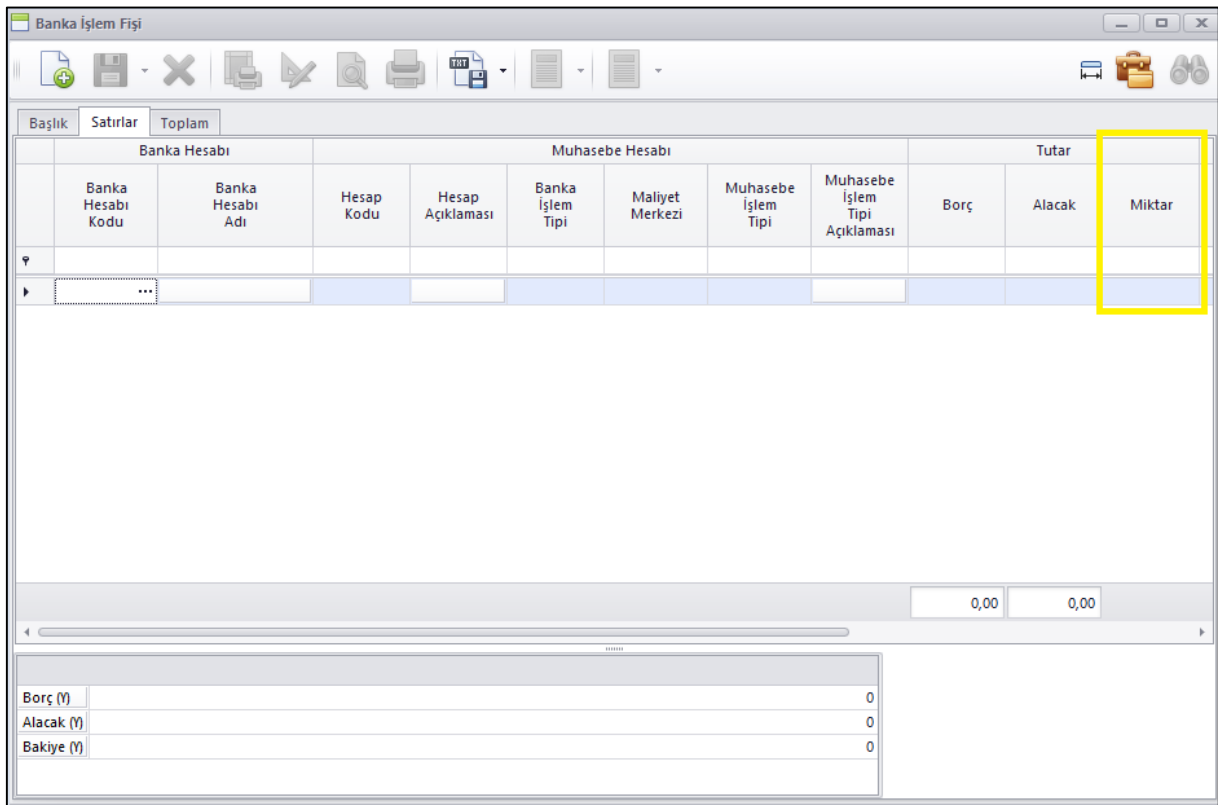 Banka İşlem Fişi
TXT
Başlık Satırlar Toplam
Banka Hesabı Muhasebe Hesabı Tutar
Banka Hesabı Kodu Banka Hesabı Adı Hesap Kodu Hesap Açıklaması Banka İşlem Tipi Maliyet Merkezi Muhasebe İşlem Tipi Muhasebe İşlem Tipi Açıklaması Borç Alacak Miktar
...
0,00 0,00
Borç (Y) 0
Alacak (Y) 0
Bakiye (Y) 0